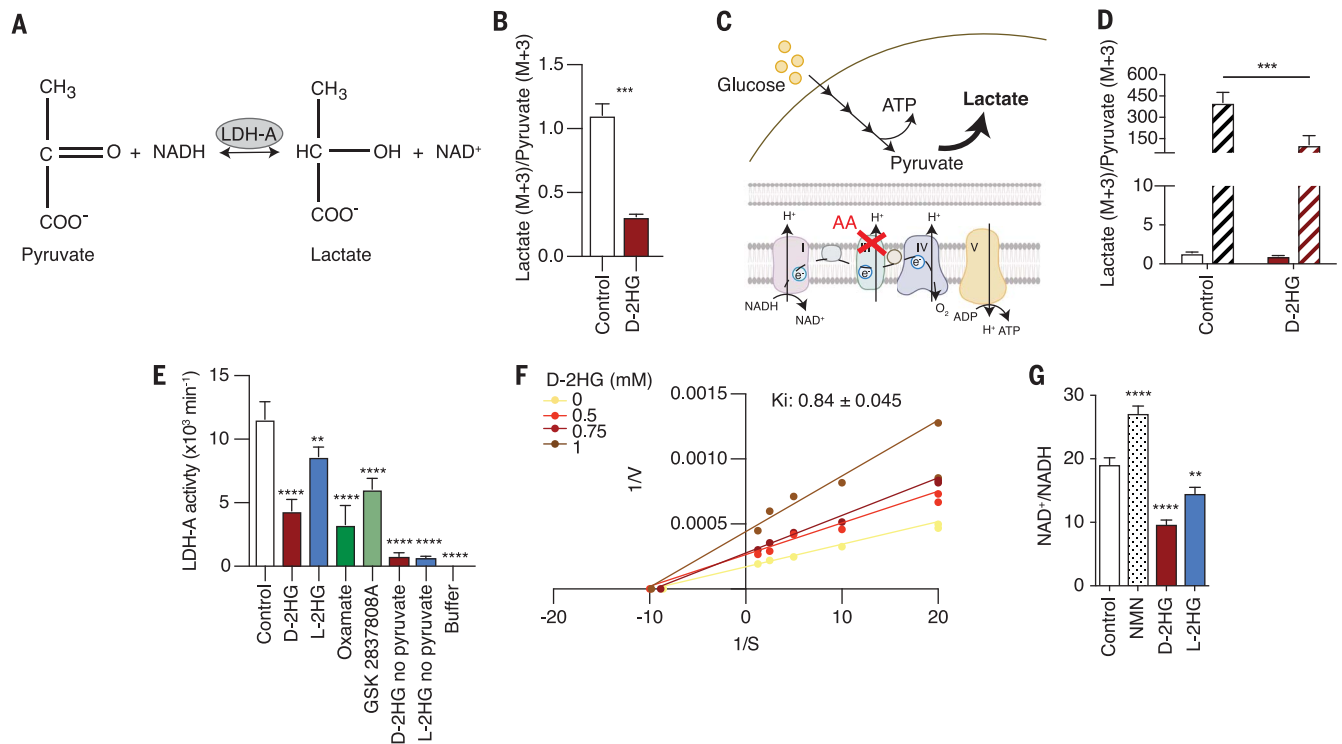 A
CH3
C
O + NADH
COO-
Pyruvate
LDH-A
CH3
HC
OH + NAD+
COO-
Lactate
B
Lactate (M+3)/Pyruvate (M+3)
1.5
1.0
0.5
0.0
***
Control
D-2HG
C
Glucose
ATP
Lactate
Pyruvate
AA
H+
H+
H+
I
III
IV
V
e-
e-
e-
NADH
NAD+
O2
ADP
H+
ATP
D
Lactate (M+3)/Pyruvate (M+3)
600
450
300
150
10
5
0
***
Control
D-2HG
E
LDH-A activty (x10³ min-1)
15
10
5
0
****
**
****
****
****
****
****
Control
D-2HG
L-2HG
Oxamate
GSK 2837808A
D-2HG no pyruvate
L-2HG no pyruvate
Buffer
F
D-2HG (mM)
0
0.5
0.75
1
Ki: 0.84 ± 0.045
1/V
0.0015
0.0010
0.0005
-20
-10
0
10
20
1/S
G
NAD+/NADH
30
20
10
0
****
****
**
Control
NMN
D-2HG
L-2HG